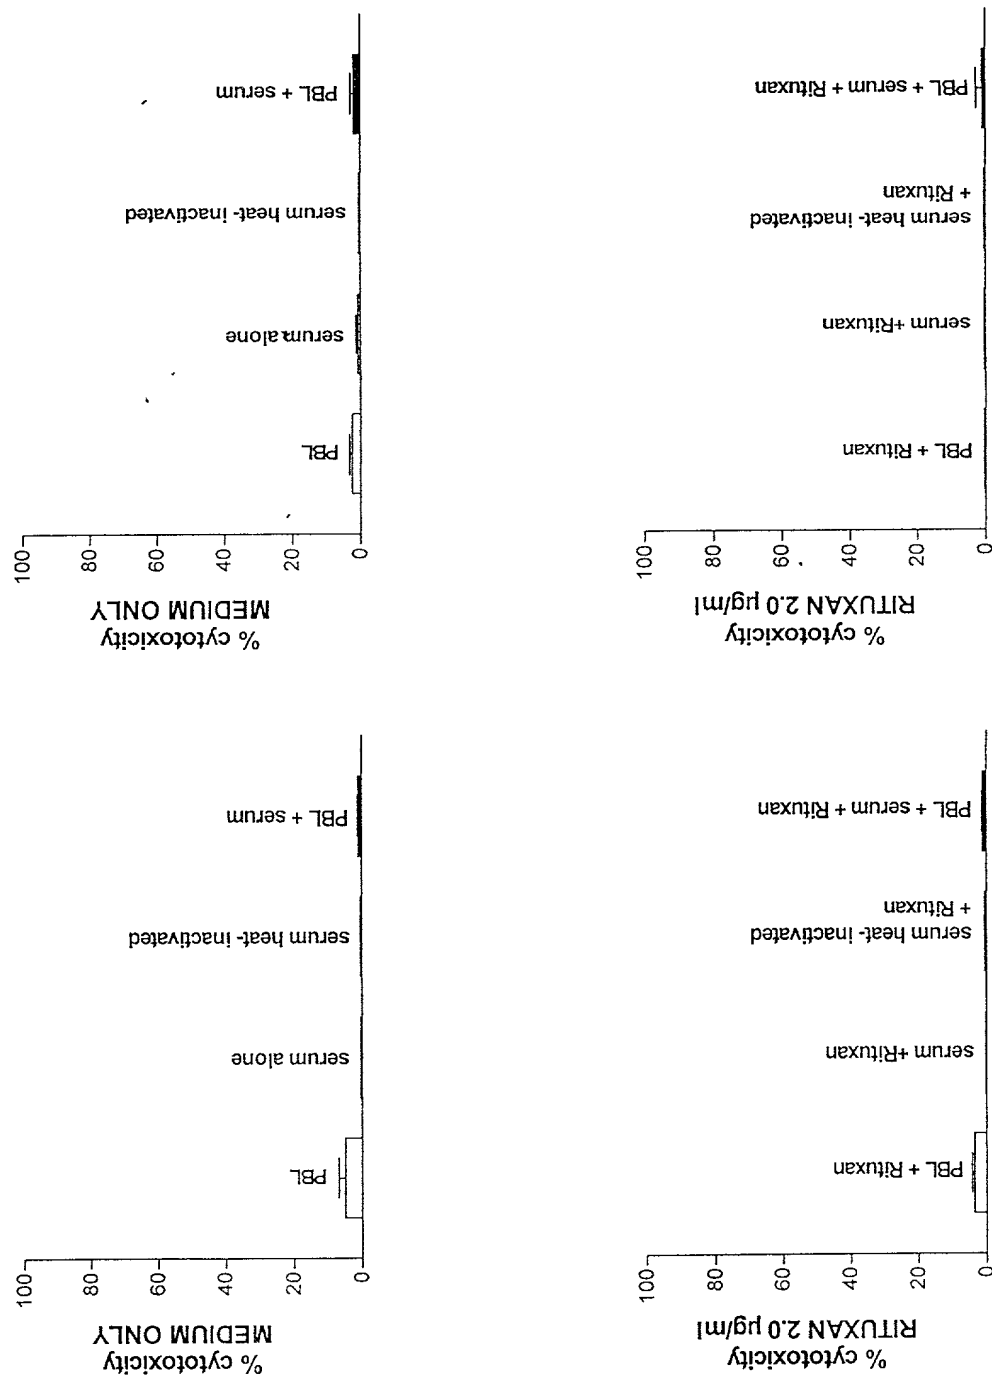 % cytotoxicity
MEDIUM ONLY
100
80
60
40
20
0
PBL
serum alone
serum heat- inactivated
PBL + serum
% cytotoxicity
RITUXAN 2.0 µg/ml
100
80
60
40
20
0
PBL + Rituxan
serum +Rituxan
serum heat- inactivated
+ Rituxan
PBL + serum + Rituxan
% cytotoxicity
MEDIUM ONLY
100
80
60
40
20
0
PBL
serum alone
serum heat- inactivated
PBL + serum
% cytotoxicity
RITUXAN 2.0 µg/ml
100
80
60
40
20
0
PBL + Rituxan
serum +Rituxan
serum heat- inactivated
+ Rituxan
PBL + serum + Rituxan